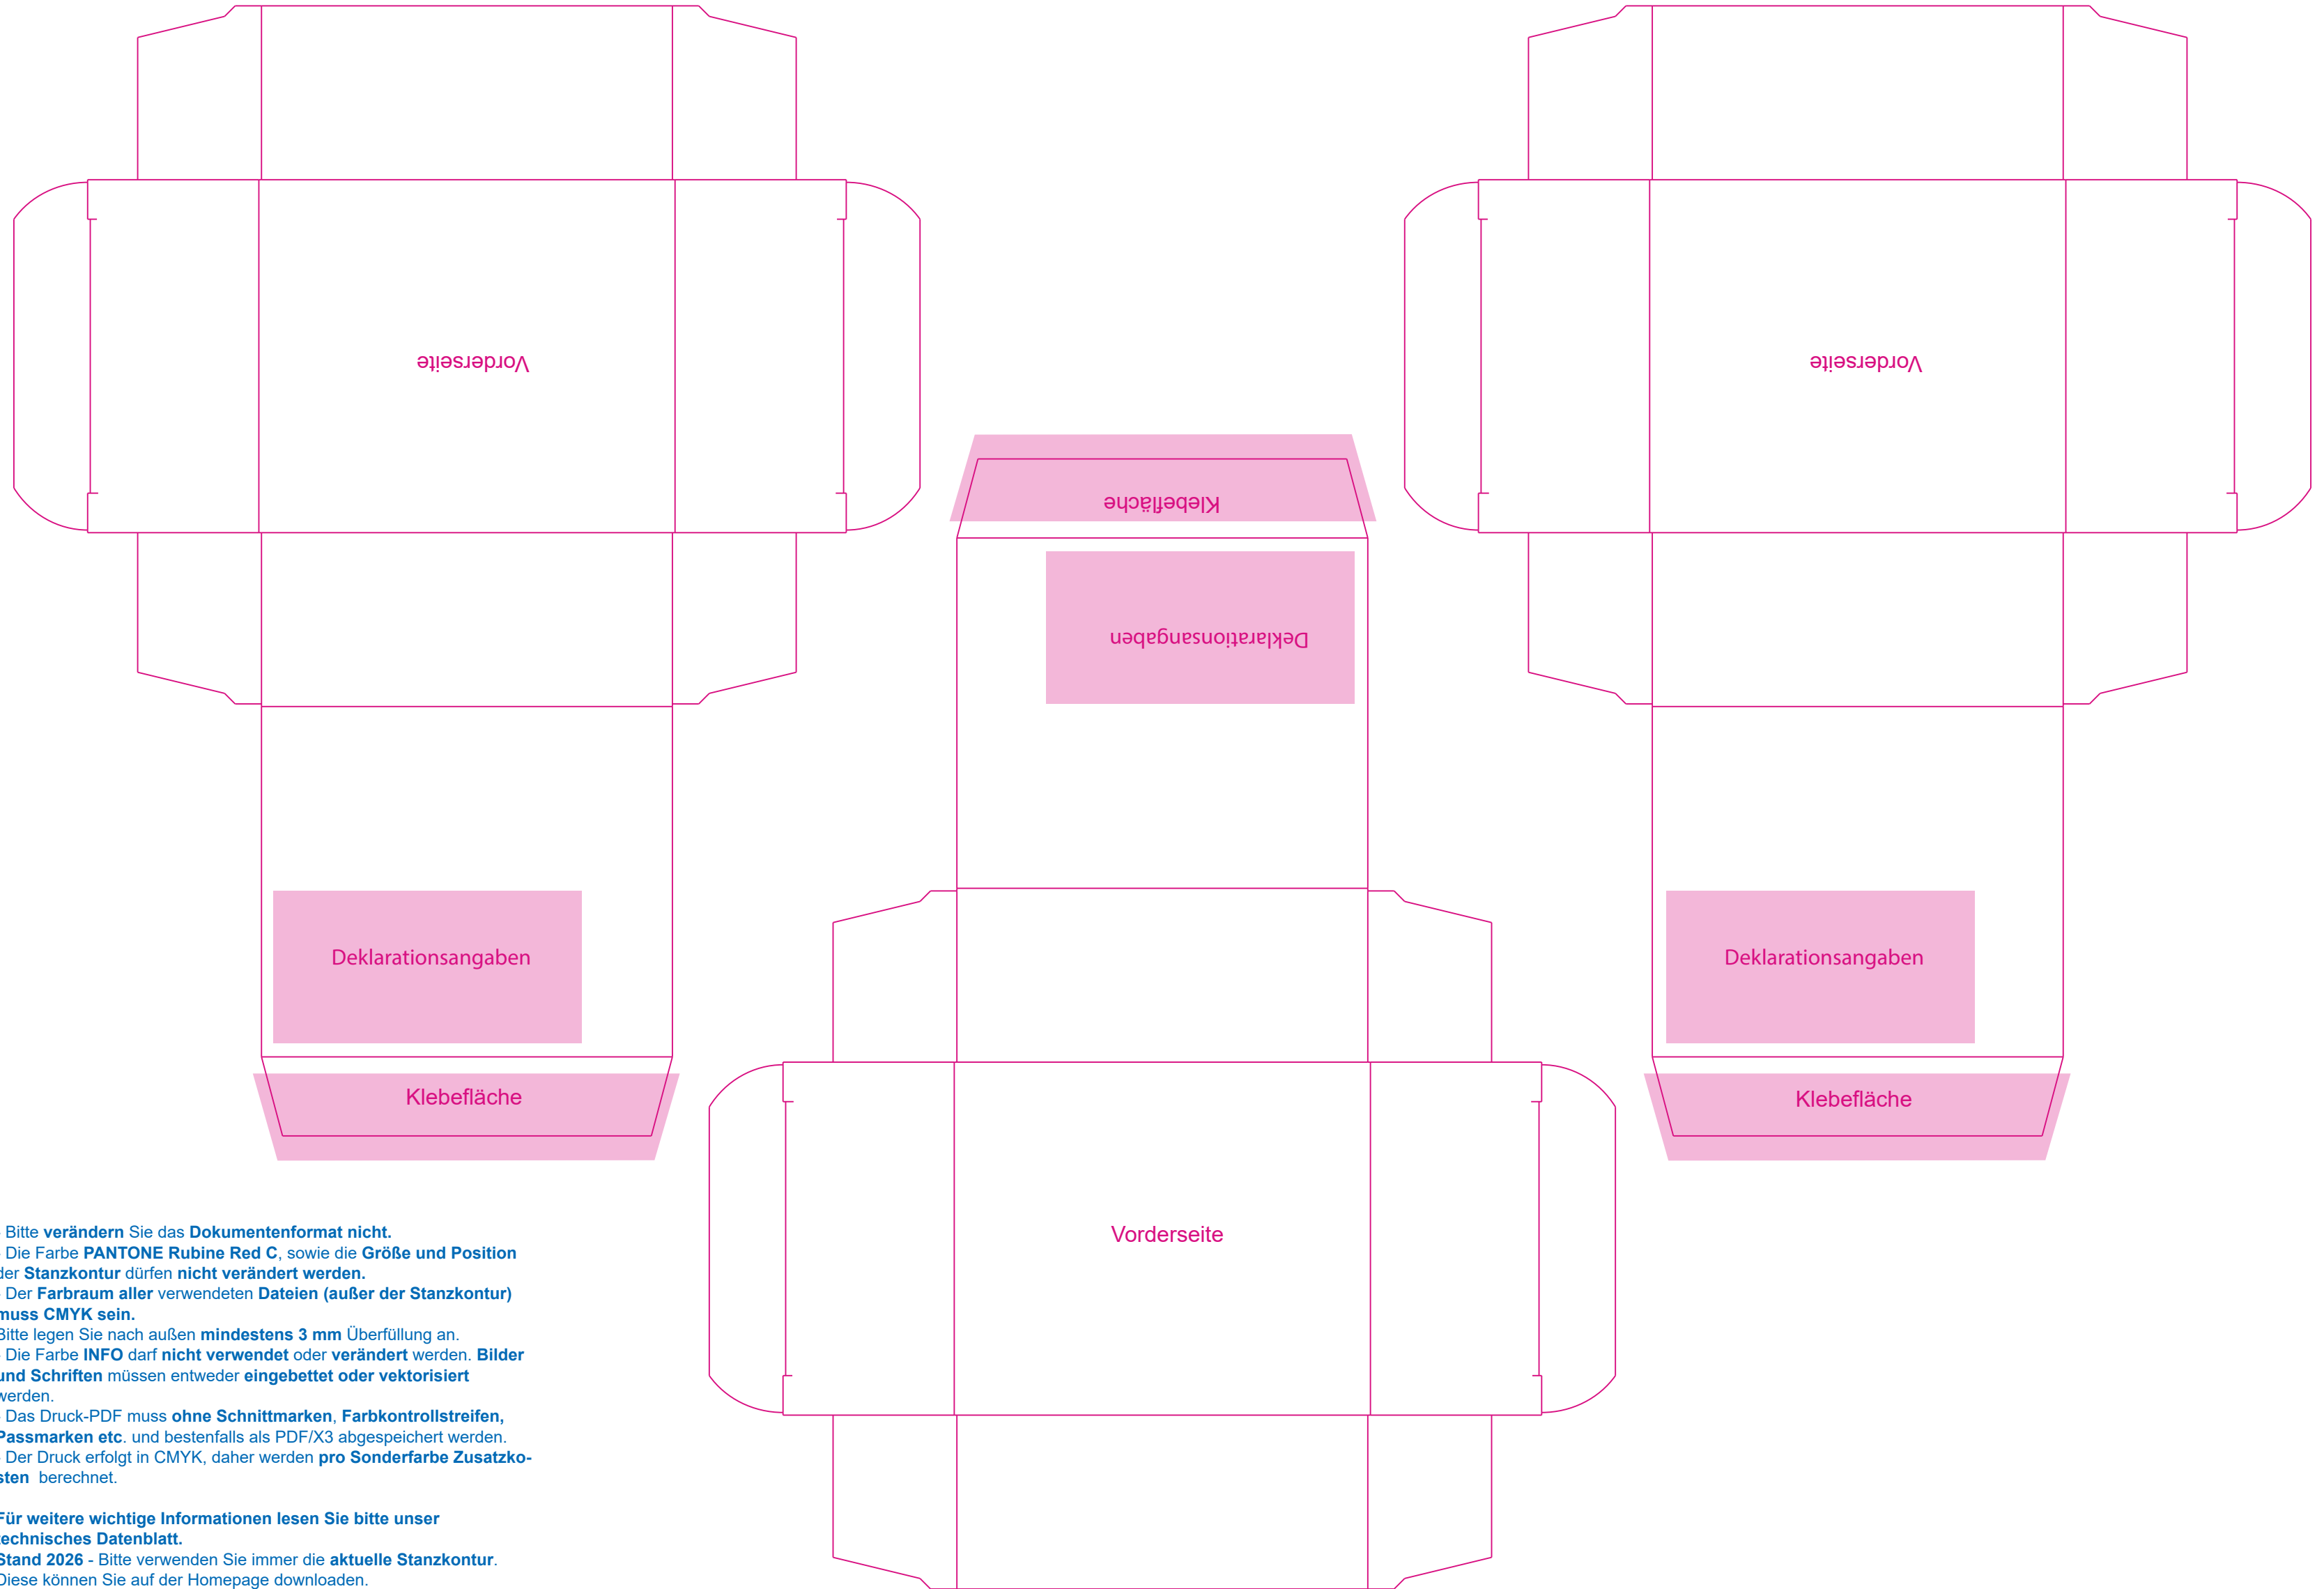 Vorderseite
Vorderseite
Klebefläche
Deklarationsangaben
Deklarationsangaben
Deklarationsangaben
Klebefläche
Klebefläche
Vorderseite
- Bitte verändern Sie das Dokumentenformat nicht.
- Die Farbe PANTONE Rubine Red C, sowie die Größe und Position
der Stanzkontur dürfen nicht verändert werden.
- Der Farbraum aller verwendeten Dateien (außer der Stanzkontur)
muss CMYK sein.
Bitte legen Sie nach außen mindestens 3 mm Überfüllung an.
- Die Farbe INFO darf nicht verwendet oder verändert werden. Bilder
und Schriften müssen entweder eingebettet oder vektorisiert
werden.
- Das Druck-PDF muss ohne Schnittmarken, Farbkontrollstreifen,
Passmarken etc. und bestenfalls als PDF/X3 abgespeichert werden.
- Der Druck erfolgt in CMYK, daher werden pro Sonderfarbe Zusatzko-
sten berechnet.
Für weitere wichtige Informationen lesen Sie bitte unser
technisches Datenblatt.
Stand 2026 - Bitte verwenden Sie immer die aktuelle Stanzkontur.
Diese können Sie auf der Homepage downloaden.